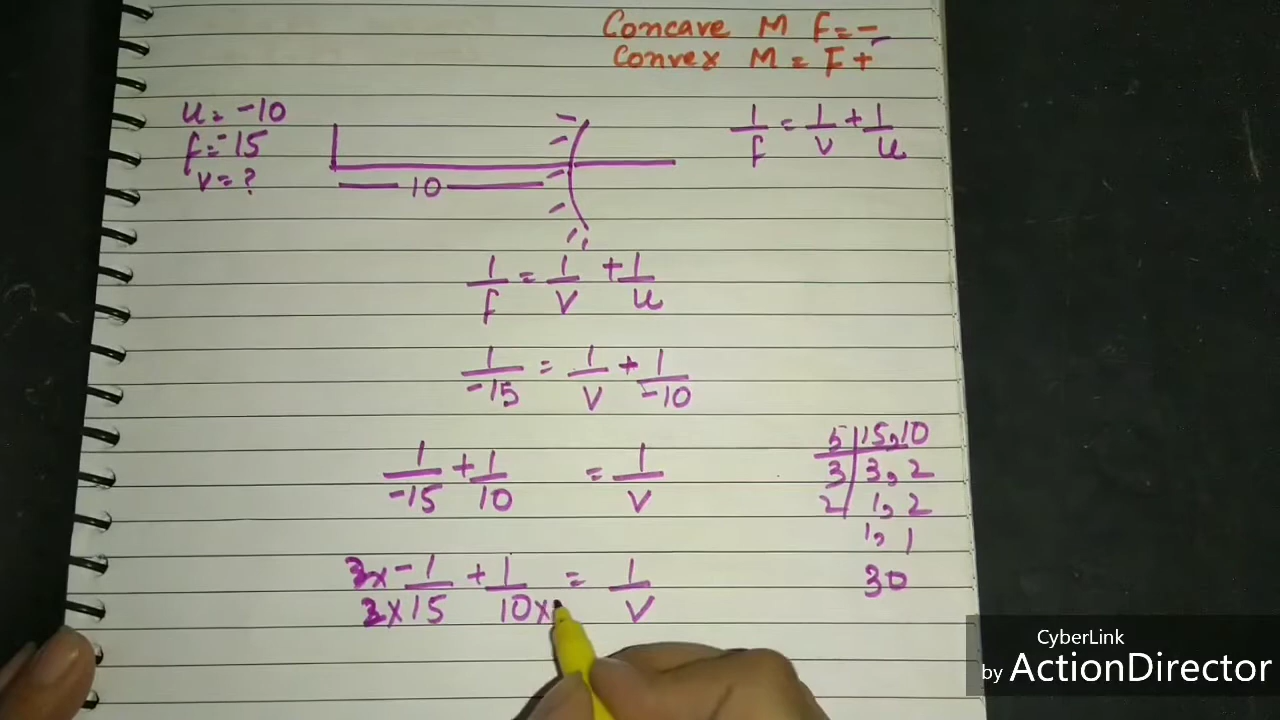 Concave M F = -
Convex M = F +
u = -10
f = -15
v = ?
10
1/f = 1/v + 1/u
1/f = 1/v + 1/u
1/-15 = 1/v + 1/-10
1/-15 + 1/10 = 1/v
5 | 15, 10
3 | 3, 2
2 | 1, 2
1, 1
30
2x-1/2x15 + 1/10x = 1/v
CyberLink
by ActionDirector